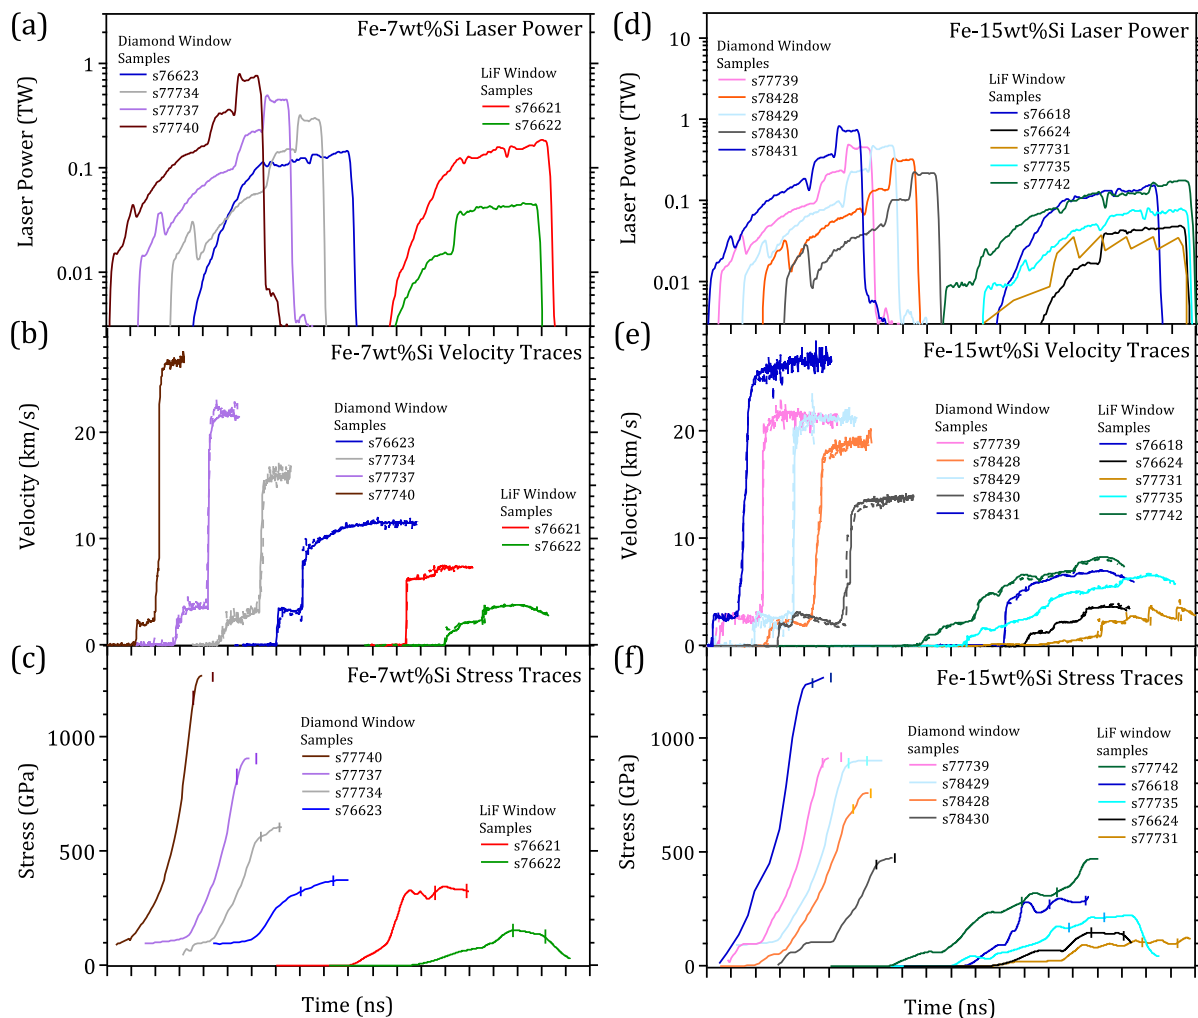 (a)
Fe-7wt%Si Laser Power
Diamond Window
Samples
s76623
s77734
s77737
s77740
LiF Window
Samples
s76621
s76622
1
0.1
0.01
Laser Power (TW)
(b)
Fe-7wt%Si Velocity Traces
Diamond Window
Samples
s76623
s77734
s77737
s77740
LiF Window
Samples
s76621
s76622
20
10
0
Velocity (km/s)
(c)
Fe-7wt%Si Stress Traces
Diamond Window
Samples
s77740
s77737
s77734
s76623
LiF Window
Samples
s76621
s76622
1000
500
0
Stress (GPa)
Time (ns)
(d)
Fe-15wt%Si Laser Power
Diamond Window
Samples
s77739
s78428
s78429
s78430
s78431
LiF Window
Samples
s76618
s76624
s77731
s77735
s77742
10
1
0.1
0.01
Laser Power (TW)
(e)
Fe-15wt%Si Velocity Traces
Diamond Window
Samples
s77739
s78428
s78429
s78430
s78431
LiF Window
Samples
s76618
s76624
s77731
s77735
s77742
20
10
0
Velocity (km/s)
(f)
Fe-15wt%Si Stress Traces
Diamond window
samples
s77739
s78429
s78428
s78430
LiF window
samples
s77742
s76618
s77735
s76624
s77731
1000
500
0
Stress (GPa)
Time (ns)